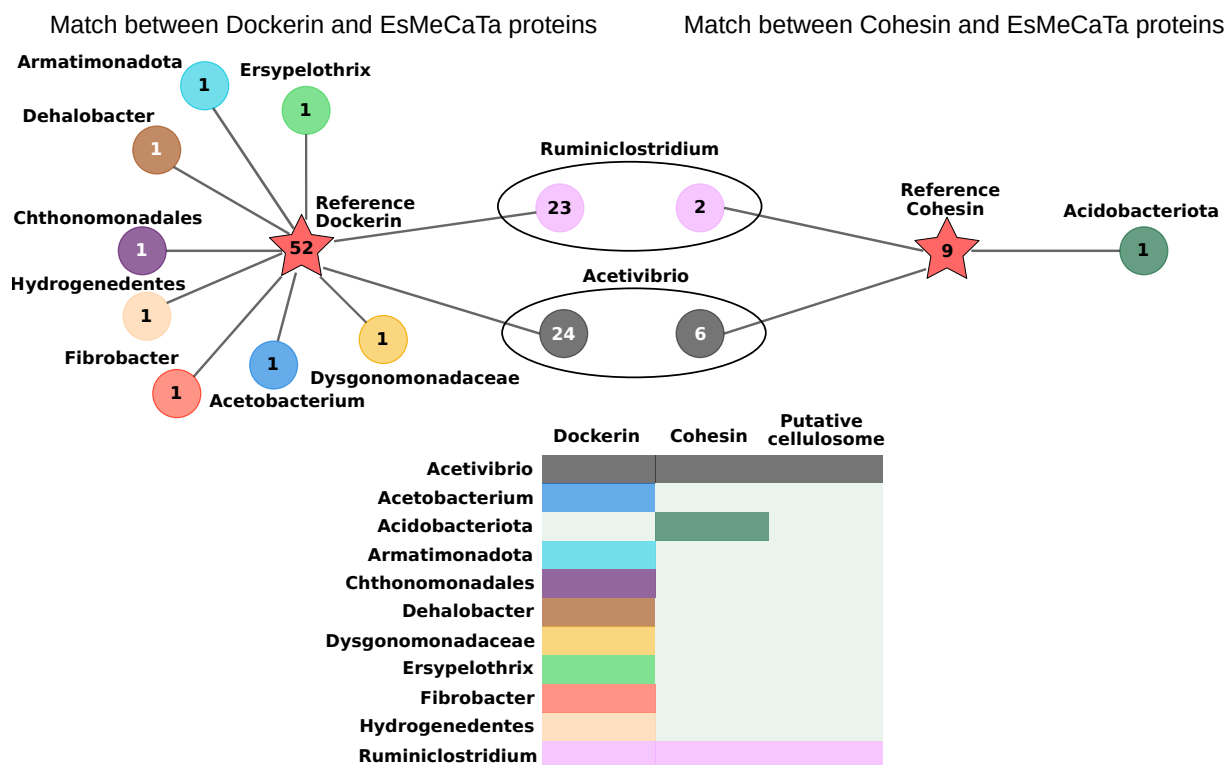 Match between Dockerin and EsMeCaTa proteins
Match between Cohesin and EsMeCaTa proteins
Armatimonada
1
Ersypelothrix
1
Dehalobacter
1
Chthonomonadales
1
Hydrogenedentes
1
Fibrobacter
1
Acetobacterium
1
Dysgonomonadaceae
1
Reference
Dockerin
52
Ruminiclostridium
23
2
Acetivibrio
24
6
Reference
Cohesin
9
Acidobacteriota
1
Dockerin
Cohesin
Putative
cellulosome
Acetivibrio
Acetobacterium
Acidobacteriota
Armatimonadota
Chthonomonadales
Dehalobacter
Dysgonomonadaceae
Ersypelothrix
Fibrobacter
Hydrogenedentes
Ruminiclostridium